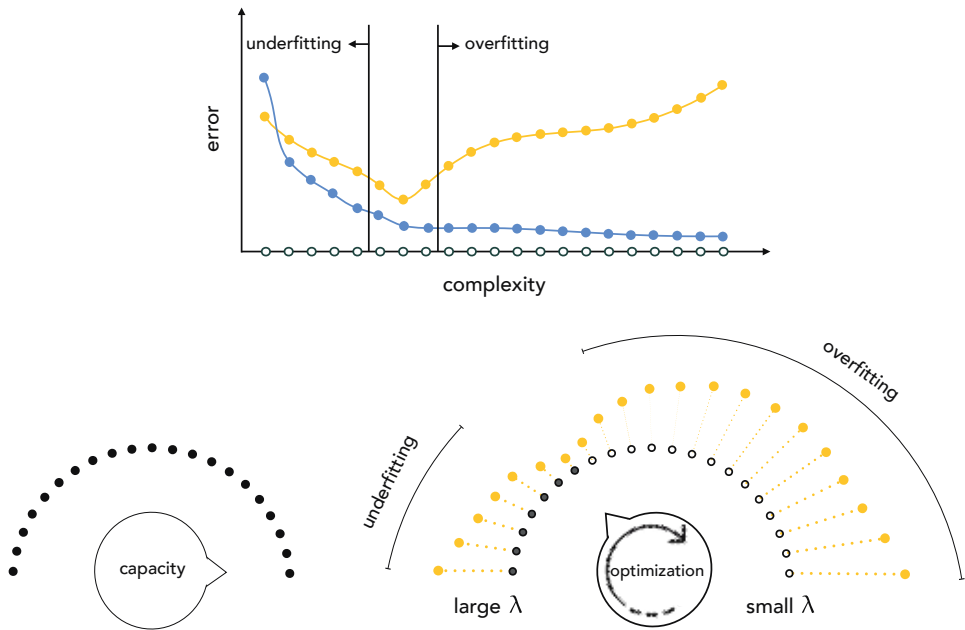 underfitting
overfitting
error
complexity
overfitting
underfitting
capacity
optimization
large λ
small λ